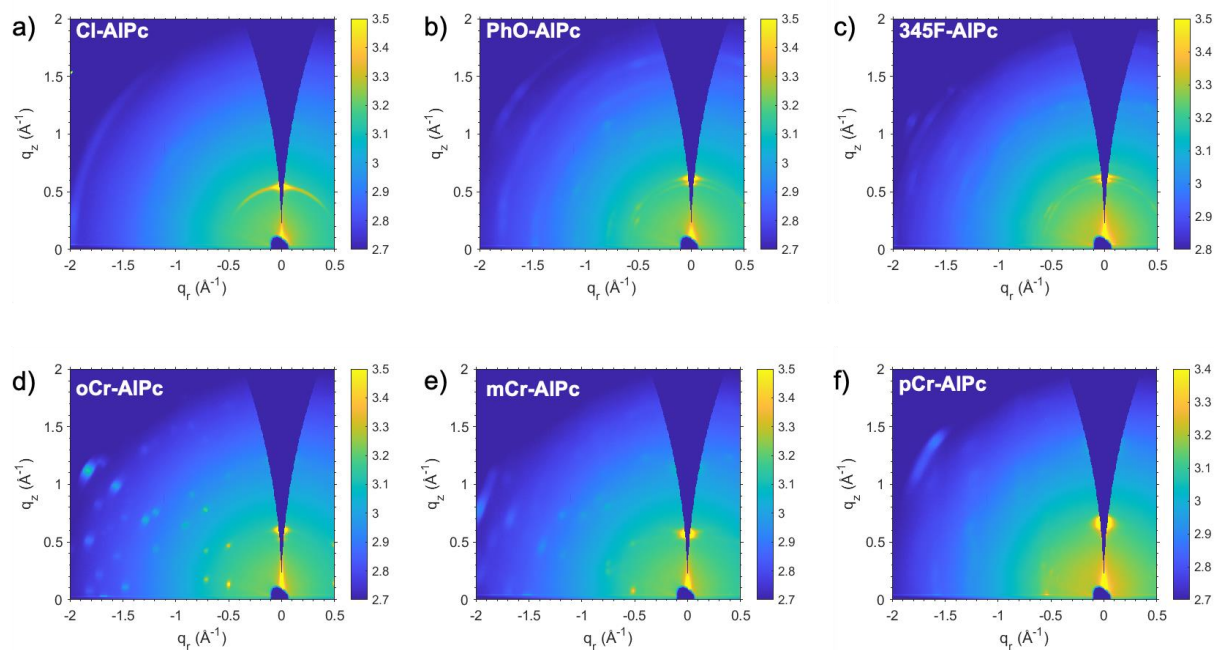 a)
Cl-AlPc
q_z (Å⁻¹)
2
1.5
1
0.5
0
-2 -1.5 -1 -0.5 0 0.5
q_r (Å⁻¹)
3.5
3.4
3.3
3.2
3.1
3
2.9
2.8
2.7
b)
PhO-AlPc
q_z (Å⁻¹)
2
1.5
1
0.5
0
-2 -1.5 -1 -0.5 0 0.5
q_r (Å⁻¹)
3.5
3.4
3.3
3.2
3.1
3
2.9
2.8
2.7
c)
345F-AlPc
q_z (Å⁻¹)
2
1.5
1
0.5
0
-2 -1.5 -1 -0.5 0 0.5
q_r (Å⁻¹)
3.5
3.4
3.3
3.2
3.1
3
2.9
2.8
d)
oCr-AlPc
q_z (Å⁻¹)
2
1.5
1
0.5
0
-2 -1.5 -1 -0.5 0 0.5
q_r (Å⁻¹)
3.5
3.4
3.3
3.2
3.1
3
2.9
2.8
2.7
e)
mCr-AlPc
q_z (Å⁻¹)
2
1.5
1
0.5
0
-2 -1.5 -1 -0.5 0 0.5
q_r (Å⁻¹)
3.5
3.4
3.3
3.2
3.1
3
2.9
2.8
2.7
f)
pCr-AlPc
q_z (Å⁻¹)
2
1.5
1
0.5
0
-2 -1.5 -1 -0.5 0 0.5
q_r (Å⁻¹)
3.4
3.3
3.2
3.1
3
2.9
2.8
2.7